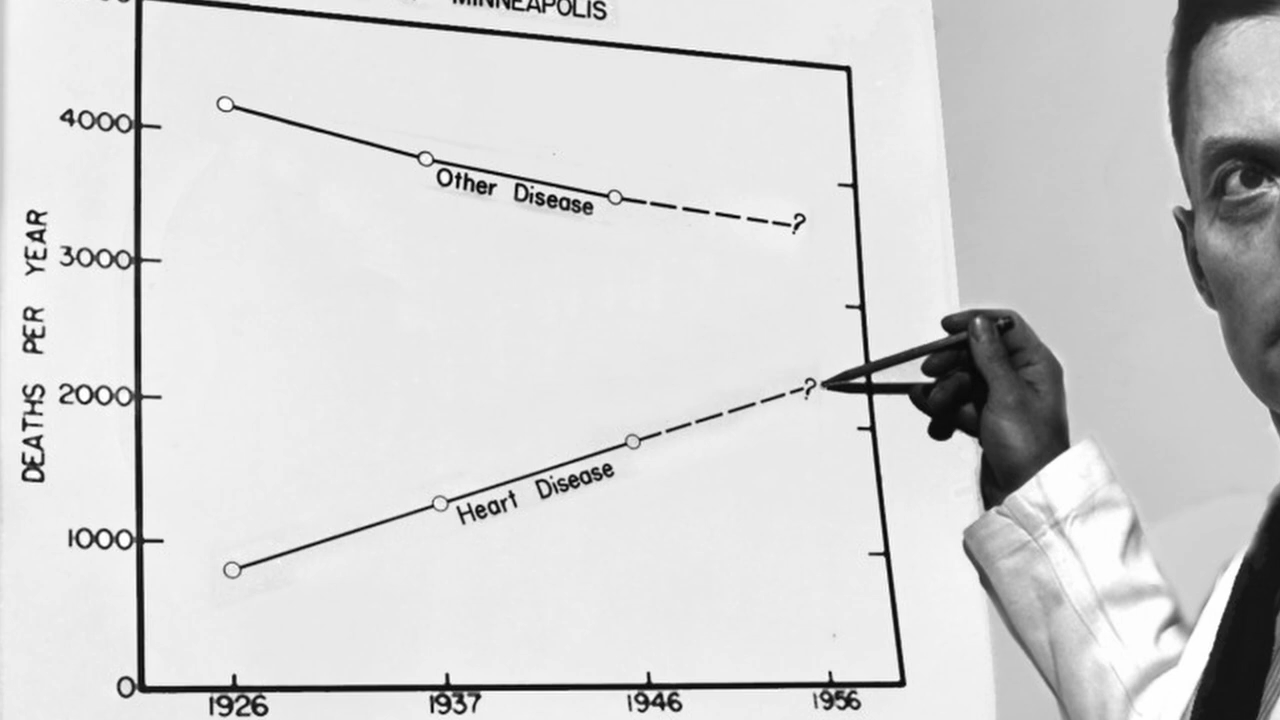 MINNEAPOLIS
4000
Other Disease
?
3000
DEATHS PER YEAR
2000
?
Heart Disease
1000
0
1926 1937 1946 1956